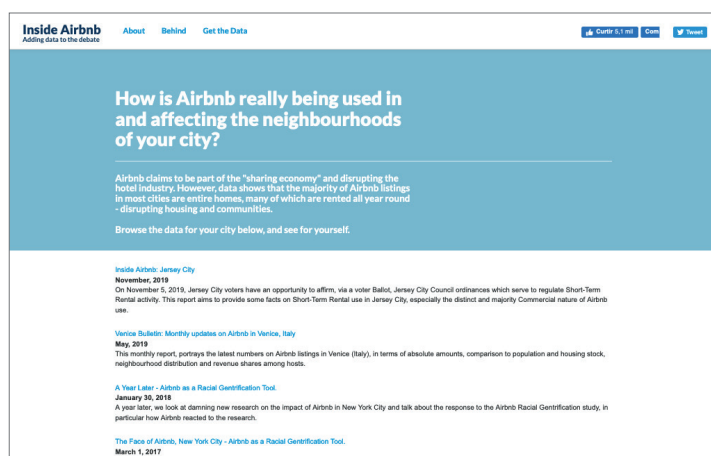 Inside Airbnb
Adding data to the debate
About Behind Get the Data
Curtir 5,1 mil Com Tweet
How is Airbnb really being used in
and affecting the neighbourhoods
of your city?
Airbnb claims to be part of the "sharing economy" and disrupting the
hotel industry. However, data shows that the majority of Airbnb listings
in most cities are entire homes, many of which are rented all year round
- disrupting housing and communities.
Browse the data for your city below, and see for yourself.
Inside Airbnb: Jersey City
November, 2019
On November 5, 2019, Jersey City voters have an opportunity to affirm, via a voter Ballot, Jersey City Council ordinances which serve to regulate Short-Term
Rental activity. This report aims to provide some facts on Short-Term Rental use in Jersey City, especially the distinct and majority Commercial nature of Airbnb
use.
Venice Bulletin: Monthly updates on Airbnb in Venice, Italy
May, 2019
This monthly report, portrays the latest numbers on Airbnb listings in Venice (Italy), in terms of absolute amounts, comparison to population and housing stock,
neighbourhood distribution and revenue shares among hosts.
A Year Later - Airbnb as a Racial Gentrification Tool.
January 30, 2018
A year later, we look at damning new research on the impact of Airbnb in New York City and talk about the response to the Airbnb Racial Gentrification study, in
particular how Airbnb reacted to the research.
The Face of Airbnb, New York City - Airbnb as a Racial Gentrification Tool.
March 1, 2017